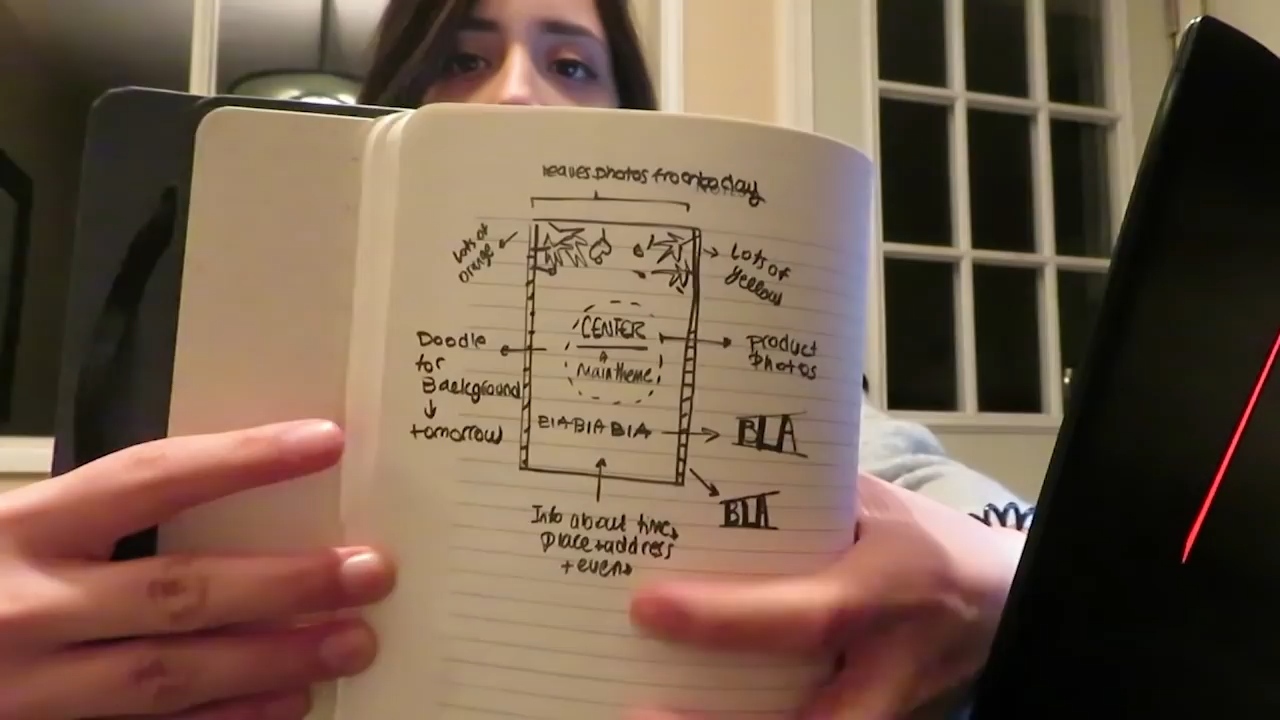 leaves photos from today
Lots of
orange
Lots of
yellow
CENTER
Main theme
Doodle
for
Background
tomorrow
product
photos
BLABLABLA
BLA
BLA
Info about time,
place + address
+ event